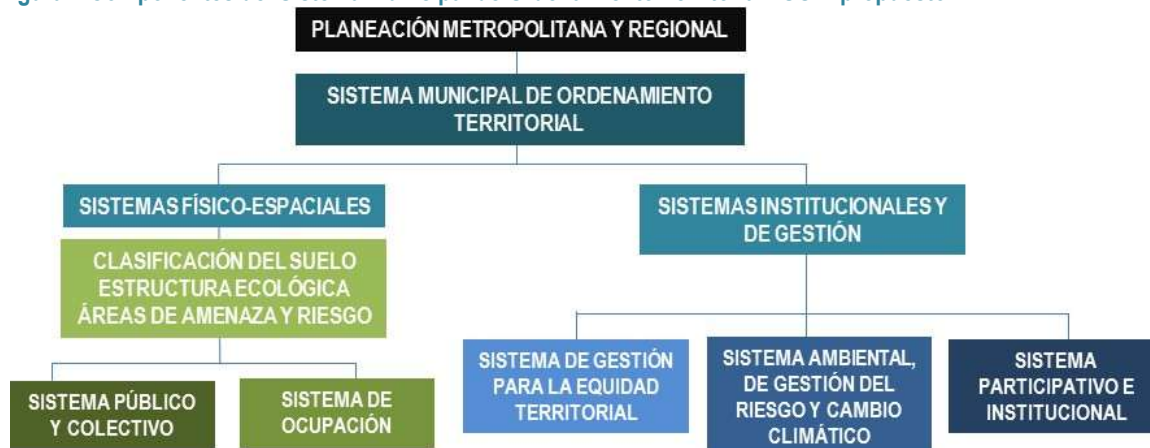 PLANEACIÓN METROPOLITANA Y REGIONAL
SISTEMA MUNICIPAL DE ORDENAMIENTO
TERRITORIAL
SISTEMAS FÍSICO-ESPACIALES
SISTEMAS INSTITUCIONALES Y
DE GESTIÓN
CLASIFICACIÓN DEL SUELO
ESTRUCTURA ECOLÓGICA
ÁREAS DE AMENAZA Y RIESGO
SISTEMA PÚBLICO
Y COLECTIVO
SISTEMA DE
OCUPACIÓN
SISTEMA DE GESTIÓN
PARA LA EQUIDAD
TERRITORIAL
SISTEMA AMBIENTAL,
DE GESTIÓN DEL
RIESGO Y CAMBIO
CLIMÁTICO
SISTEMA
PARTICIPATIVO E
INSTITUCIONAL